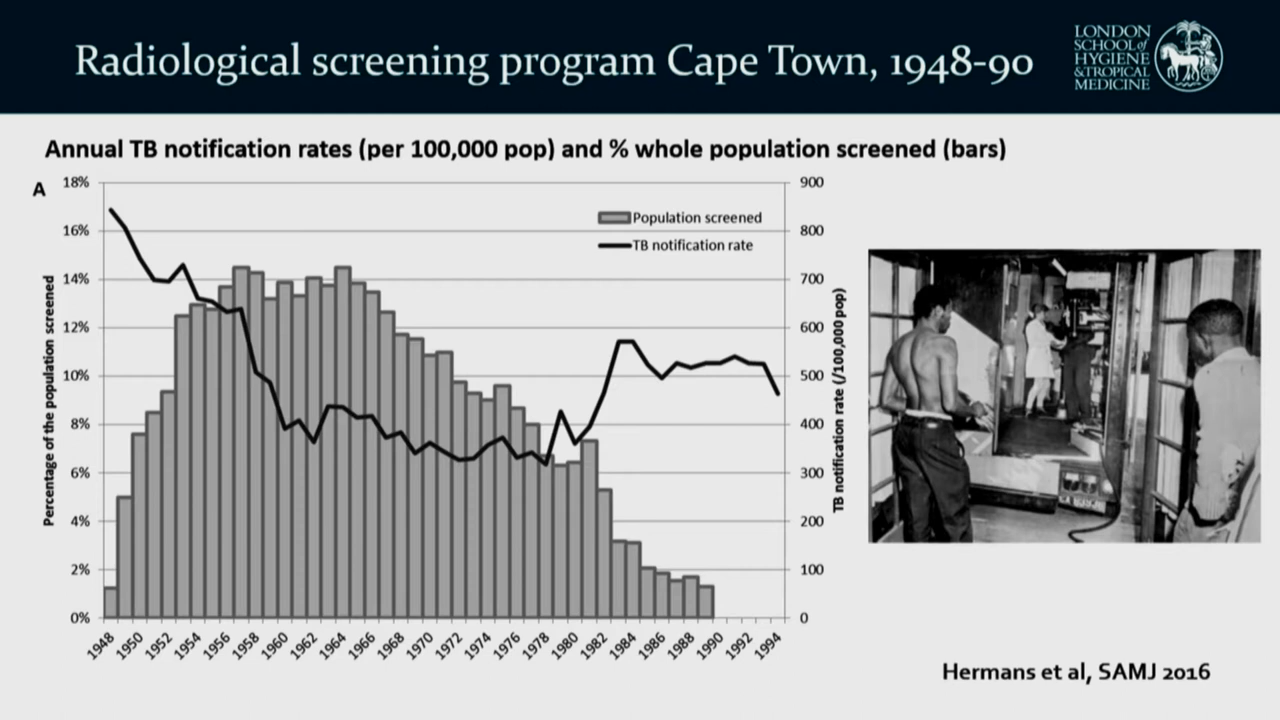 Radiological screening program Cape Town, 1948-90
LONDON
SCHOOL of
HYGIENE
& TROPICAL
MEDICINE
Annual TB notification rates (per 100,000 pop) and % whole population screened (bars)
A
Percentage of the population screened
18%
16%
14%
12%
10%
8%
6%
4%
2%
0%
Population screened
TB notification rate
900
800
700
600
500
400
300
200
100
0
TB notification rate (/100,000 pop)
1948 1950 1952 1954 1956 1958 1960 1962 1964 1966 1968 1970 1972 1974 1976 1978 1980 1982 1984 1986 1988 1990 1992 1994
Hermans et al, SAMJ 2016